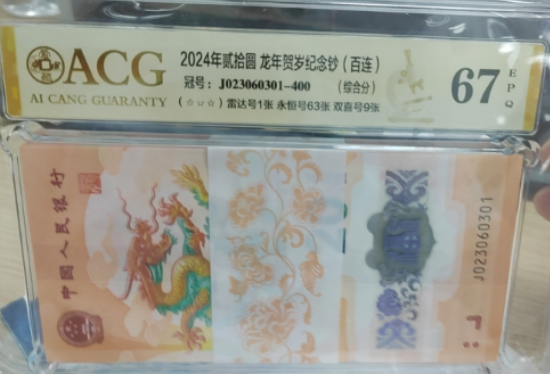 ACG
AI CANG GUARANTY
2024年贰拾圆 龙年贺岁纪念钞（百连）
冠号：J023060301-400 （综合分）
（☆☆☆）雷达号1张 永恒号63张 双喜号9张
67
EPQ
中国人民银行
J023060301